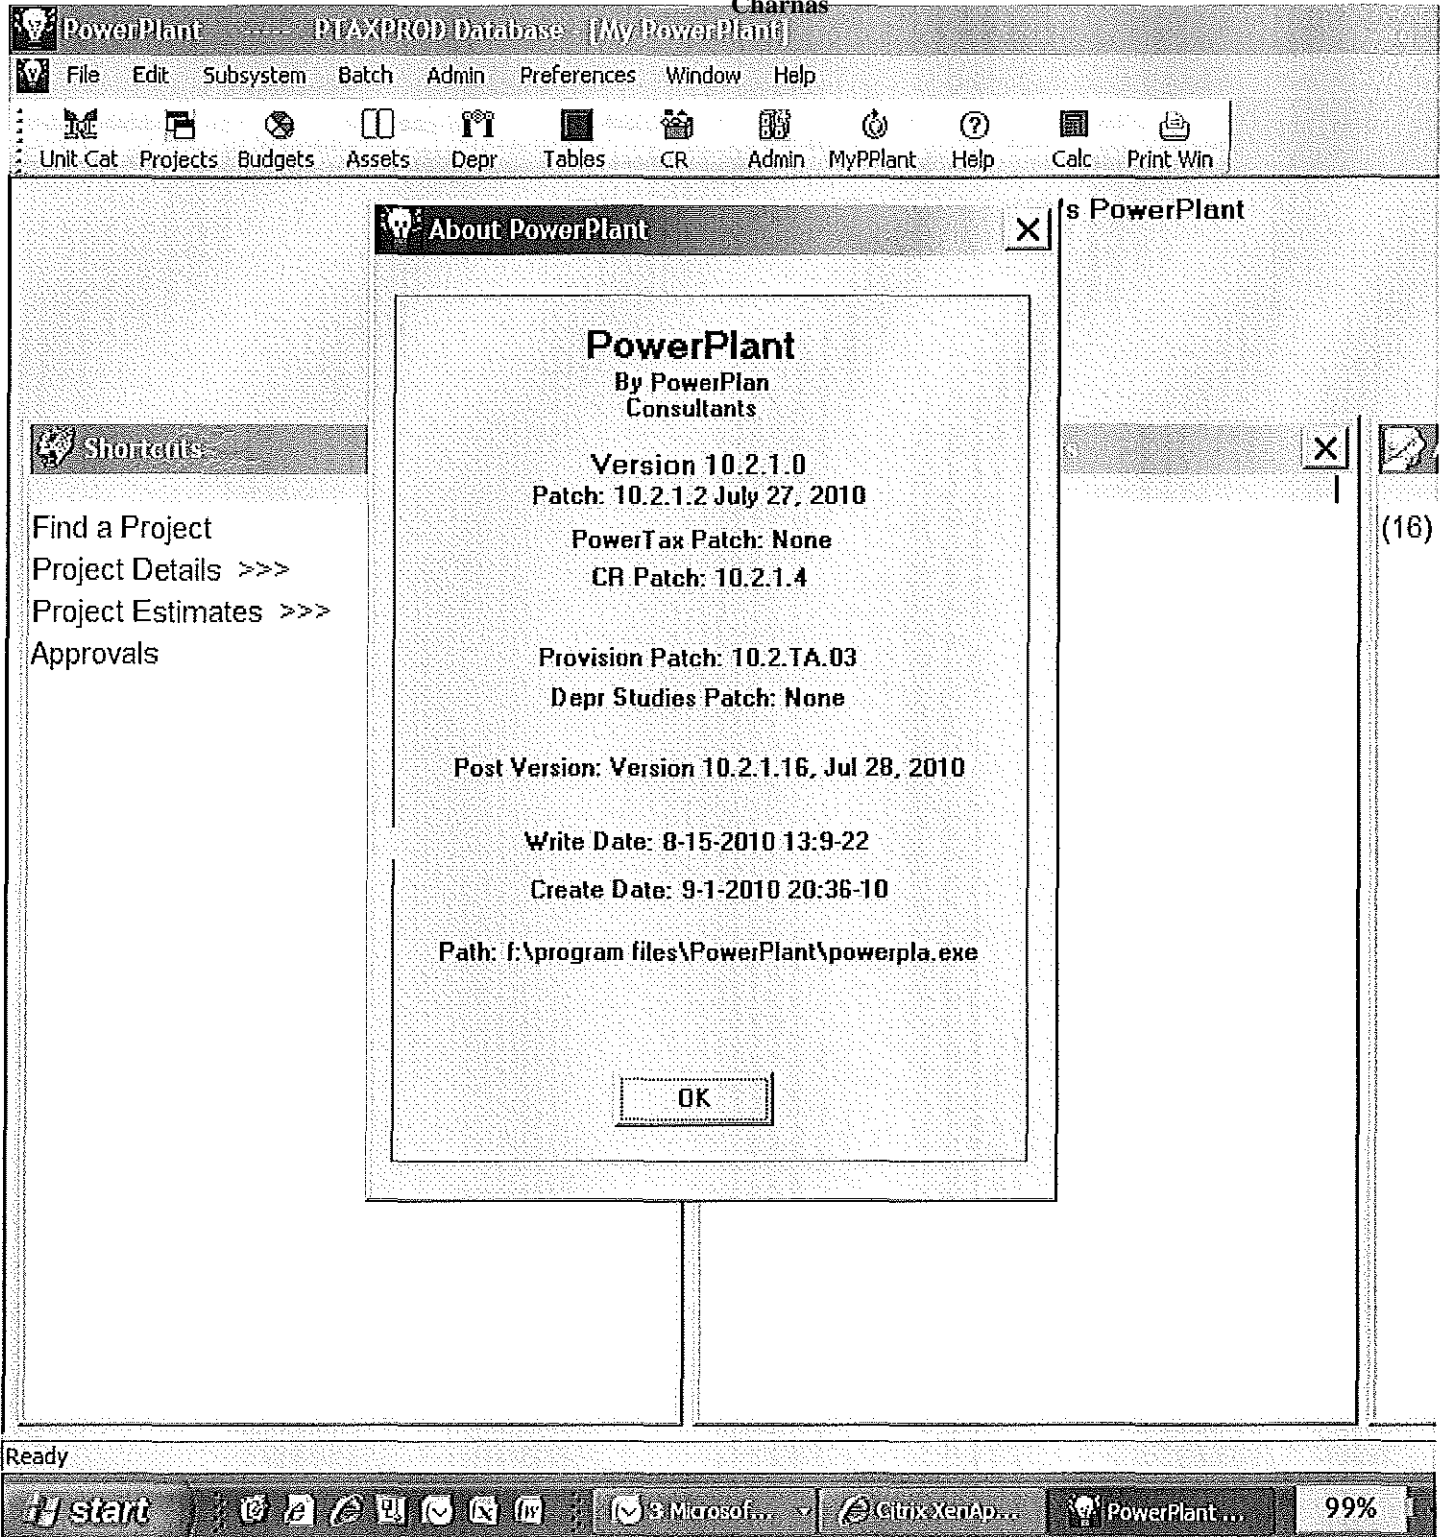 Charnas
PowerPlant ----- PTAXPROD Database - [My PowerPlant]
File Edit Subsystem Batch Admin Preferences Window Help
Unit Cat Projects Budgets Assets Depr Tables CR Admin MyPPlant Help Calc Print Win
s PowerPlant
About PowerPlant
PowerPlant
By PowerPlan
Consultants
Version 10.2.1.0
Patch: 10.2.1.2 July 27, 2010
PowerTax Patch: None
CR Patch: 10.2.1.4
Provision Patch: 10.2.TA.03
Depr Studies Patch: None
Post Version: Version 10.2.1.16, Jul 28, 2010
Write Date: 8-15-2010 13:9-22
Create Date: 9-1-2010 20:36-10
Path: f:\program files\PowerPlant\powerpla.exe
OK
Shortcuts
Find a Project
Project Details >>>
Project Estimates >>>
Approvals
s
(16)
Ready
start
3 Microsof...
Citrix XenAp...
PowerPlant ...
99%